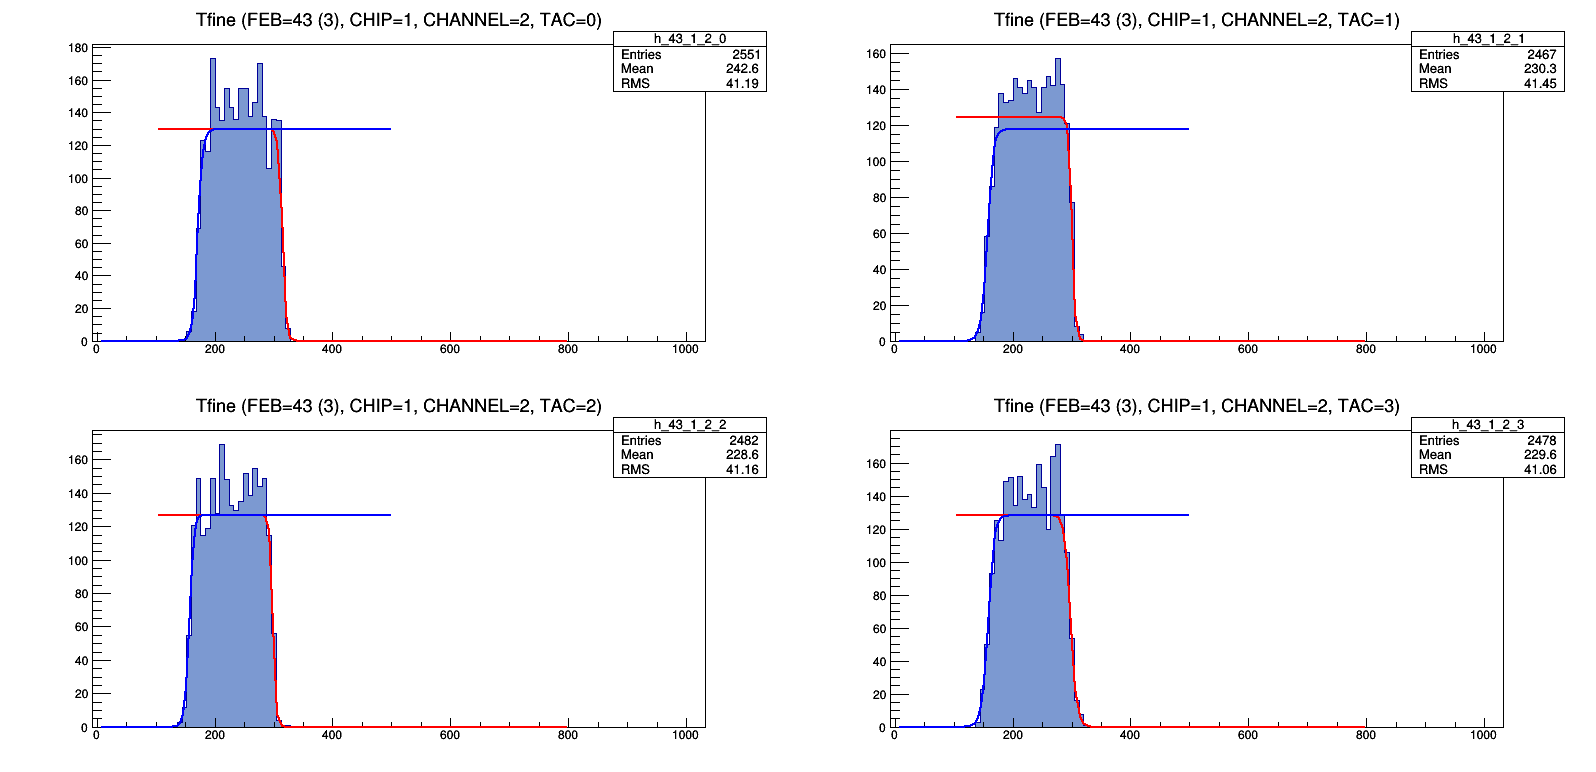 Tfine (FEB=43 (3), CHIP=1, CHANNEL=2, TAC=0)
h_43_1_2_0
Entries 2551
Mean 242.6
RMS 41.19
180
160
140
120
100
80
60
40
20
0
0 200 400 600 800 1000
Tfine (FEB=43 (3), CHIP=1, CHANNEL=2, TAC=1)
h_43_1_2_1
Entries 2467
Mean 230.3
RMS 41.45
160
140
120
100
80
60
40
20
0
0 200 400 600 800 1000
Tfine (FEB=43 (3), CHIP=1, CHANNEL=2, TAC=2)
h_43_1_2_2
Entries 2482
Mean 228.6
RMS 41.16
160
140
120
100
80
60
40
20
0
0 200 400 600 800 1000
Tfine (FEB=43 (3), CHIP=1, CHANNEL=2, TAC=3)
h_43_1_2_3
Entries 2478
Mean 229.6
RMS 41.06
160
140
120
100
80
60
40
20
0
0 200 400 600 800 1000